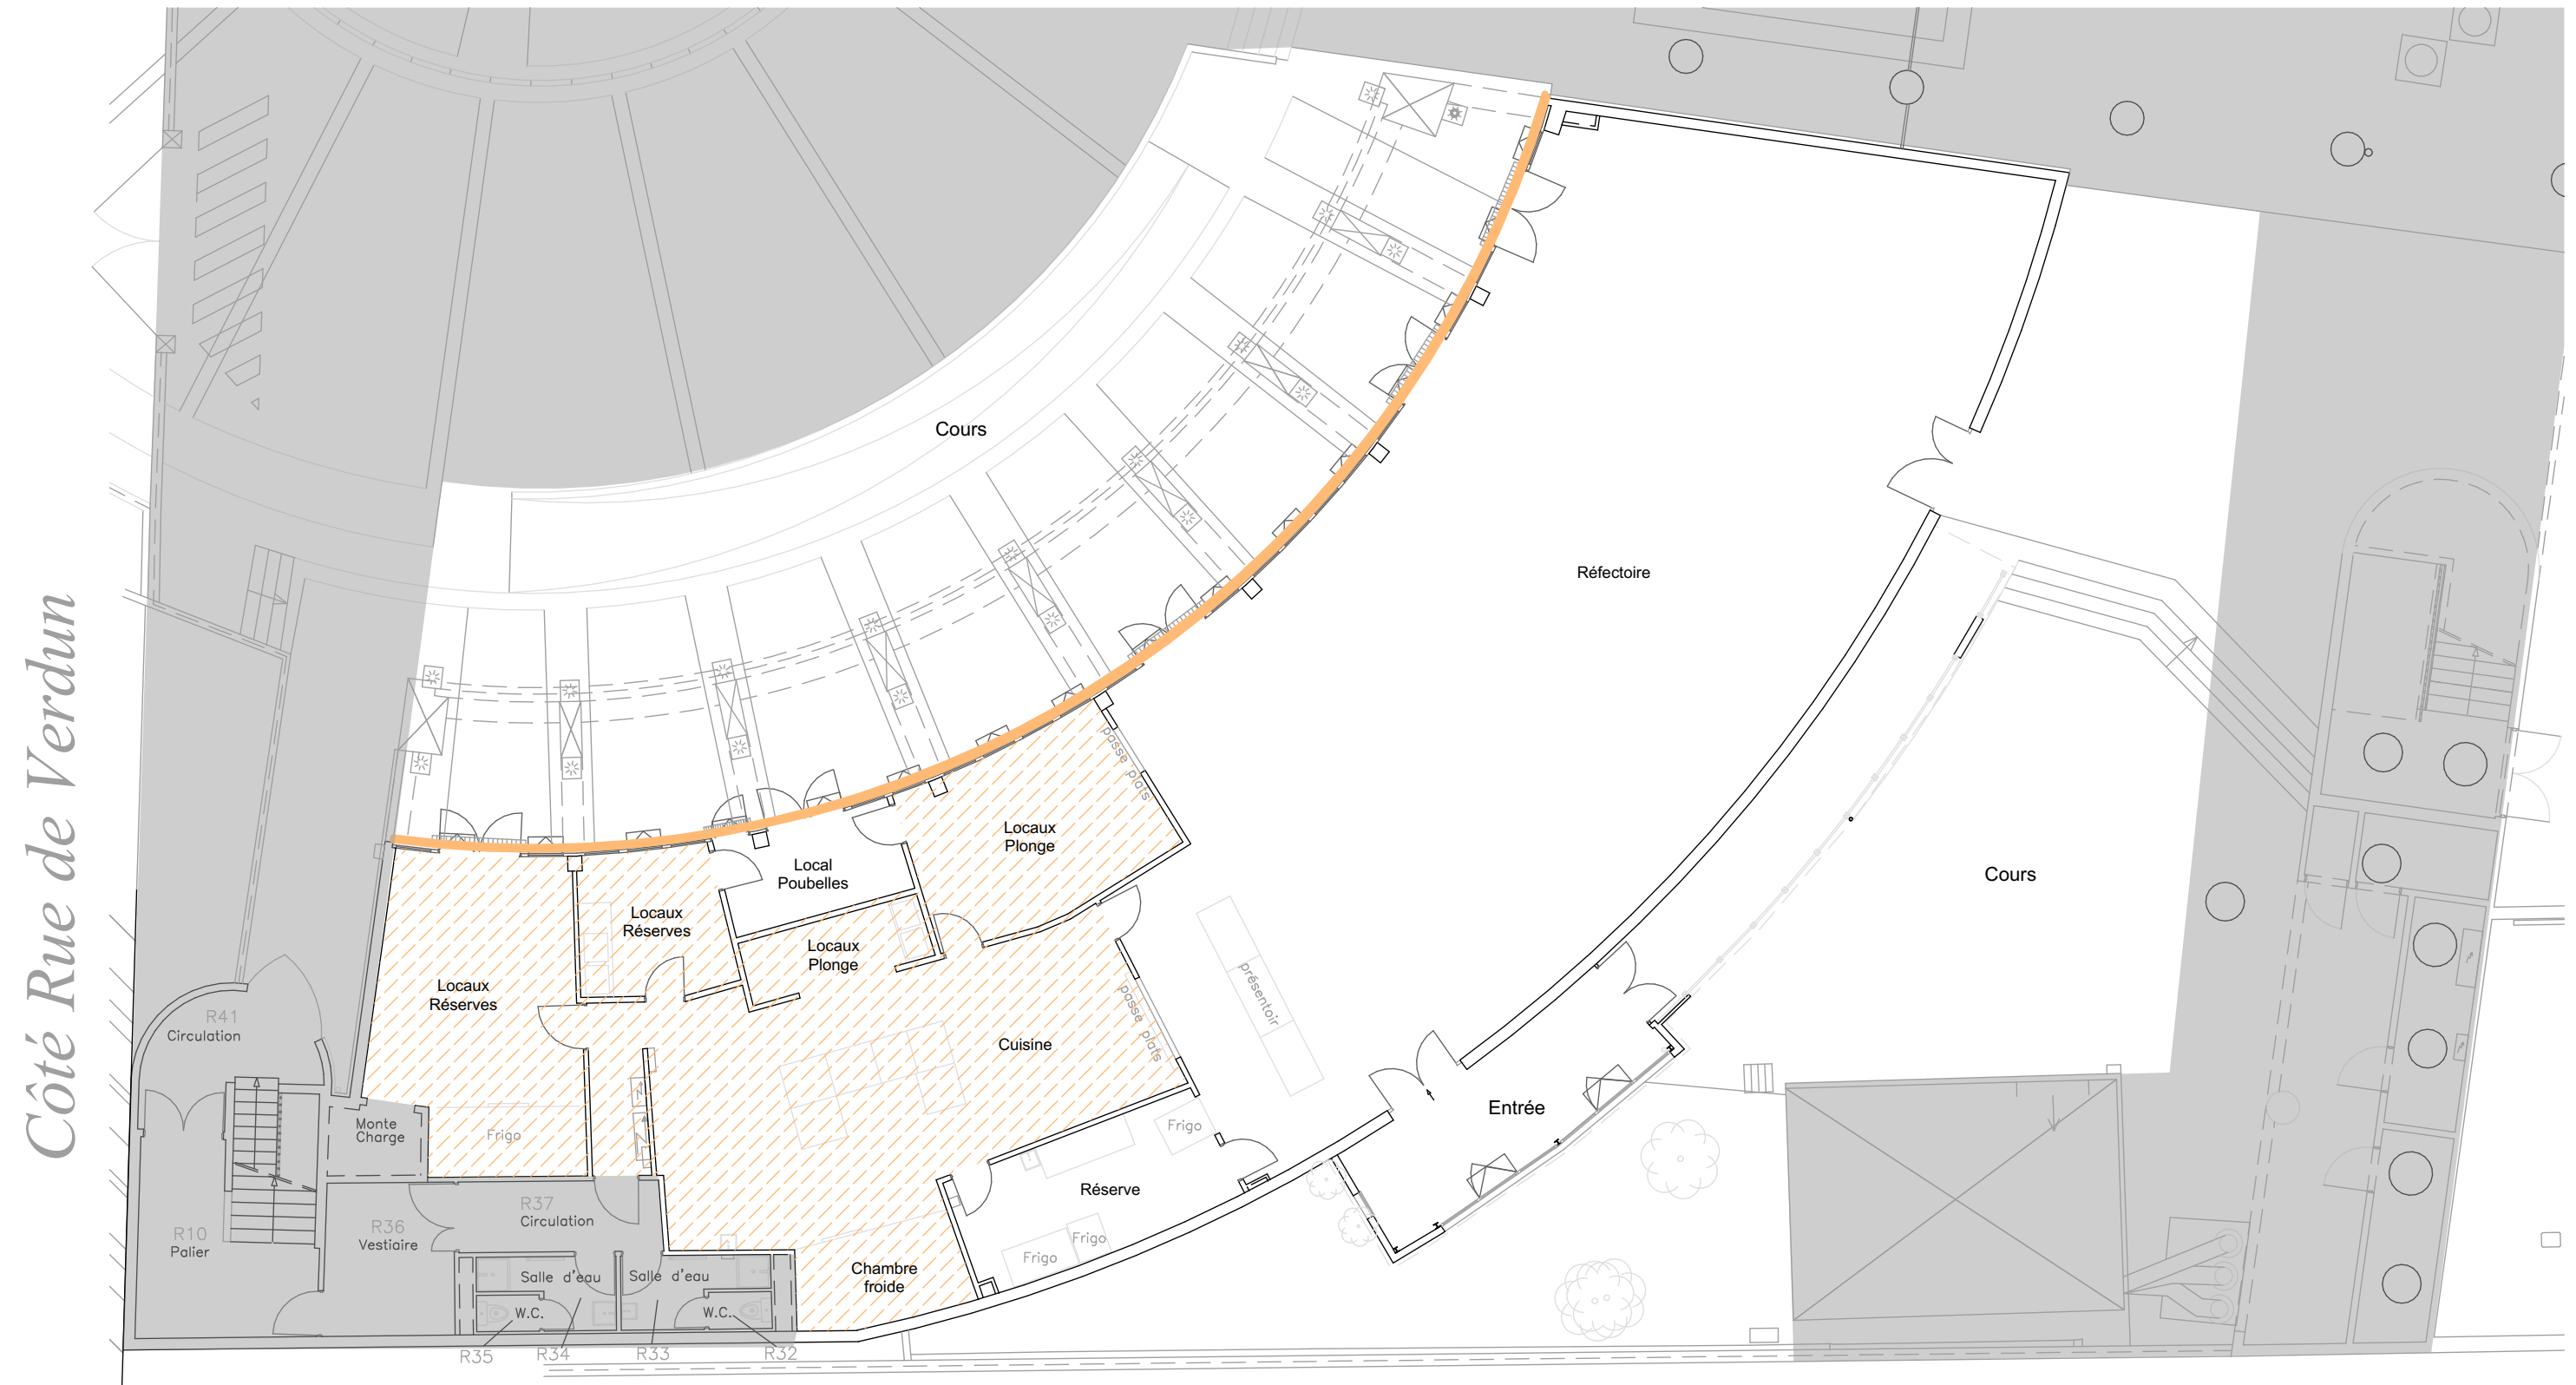 Côté Rue de Verdun
Cours
Réfectoire
passe plats
Locaux
Plonge
Local
Poubelles
Cours
Locaux
Réserves
Locaux
Plonge
Locaux
Réserves
présentoir
passe plats
R41
Circulation
Cuisine
Entrée
Monte
Charge
Frigo
Frigo
Réserve
R37
Circulation
R36
Vestiaire
R10
Palier
Frigo
Frigo
Chambre
froide
Salle d'eau
Salle d'eau
W.C.
W.C.
R35
R34
R33
R32